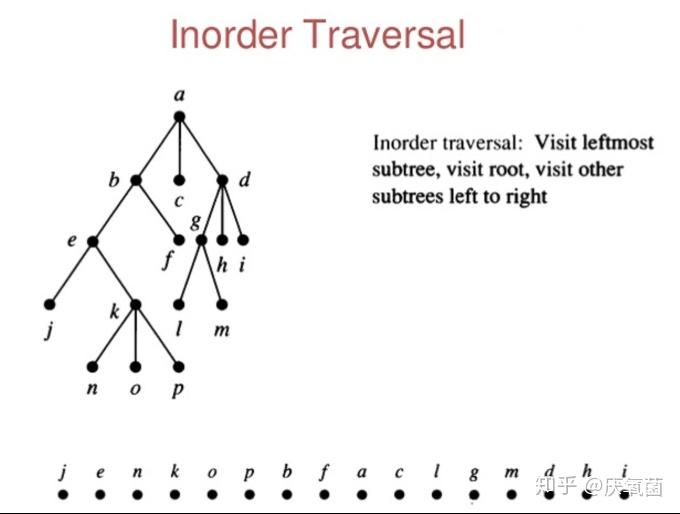 Inorder Traversal
a
Inorder traversal: Visit leftmost
subtree, visit root, visit other
subtrees left to right
b d
c
g
e
f h i
k
j l m
n o p
j e n k o p b f a c l g m d h i
知乎 @厌氧菌